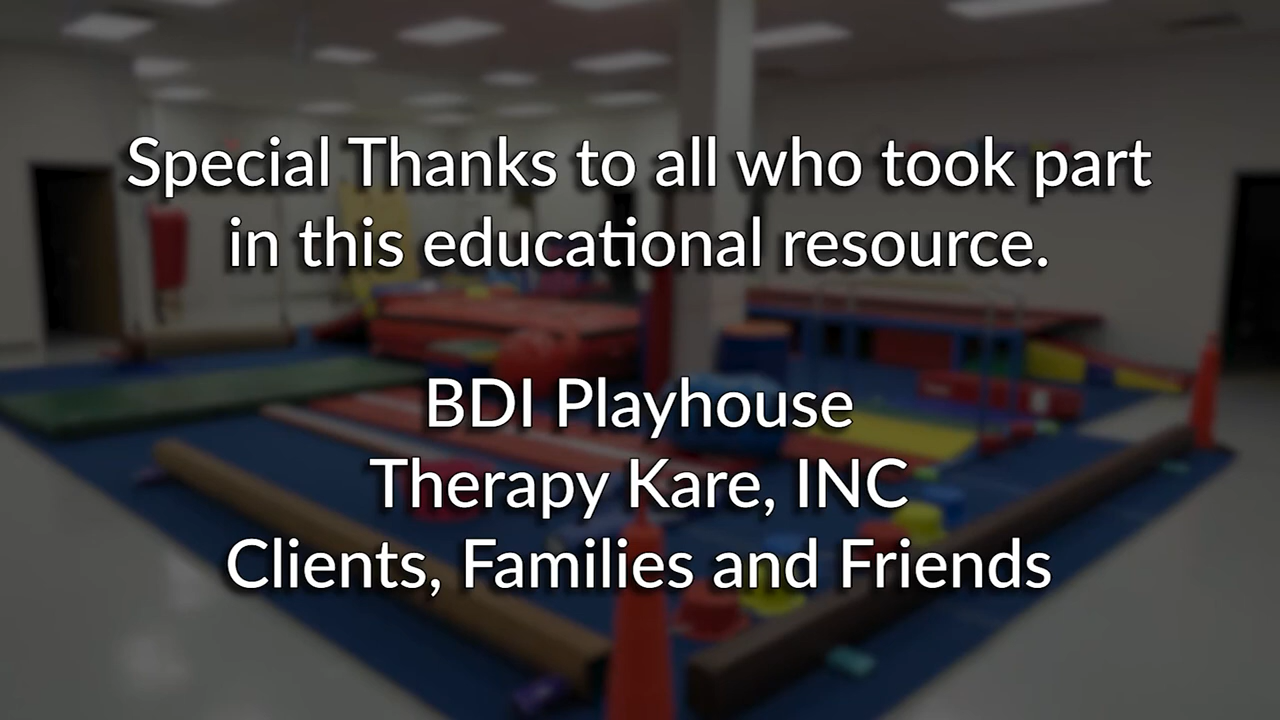 Special Thanks to all who took part
in this educational resource.
BDI Playhouse
Therapy Kare, INC
Clients, Families and Friends